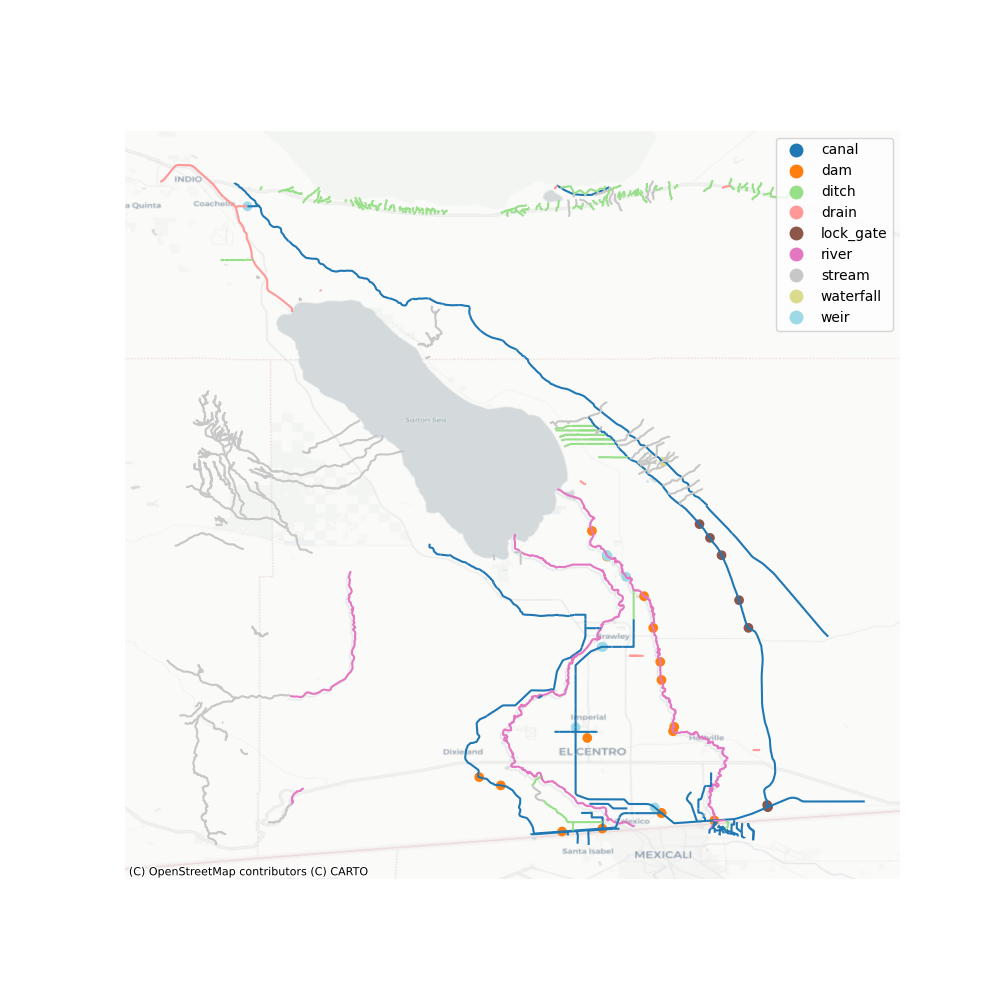 canal
dam
ditch
drain
lock_gate
river
stream
waterfall
weir
INDIO
a Quinta
Coachella
Salton Sea
Brawley
Imperial
Holtville
Dixieland
EL CENTRO
Calexico
Santa Isabel
MEXICALI
(C) OpenStreetMap contributors (C) CARTO